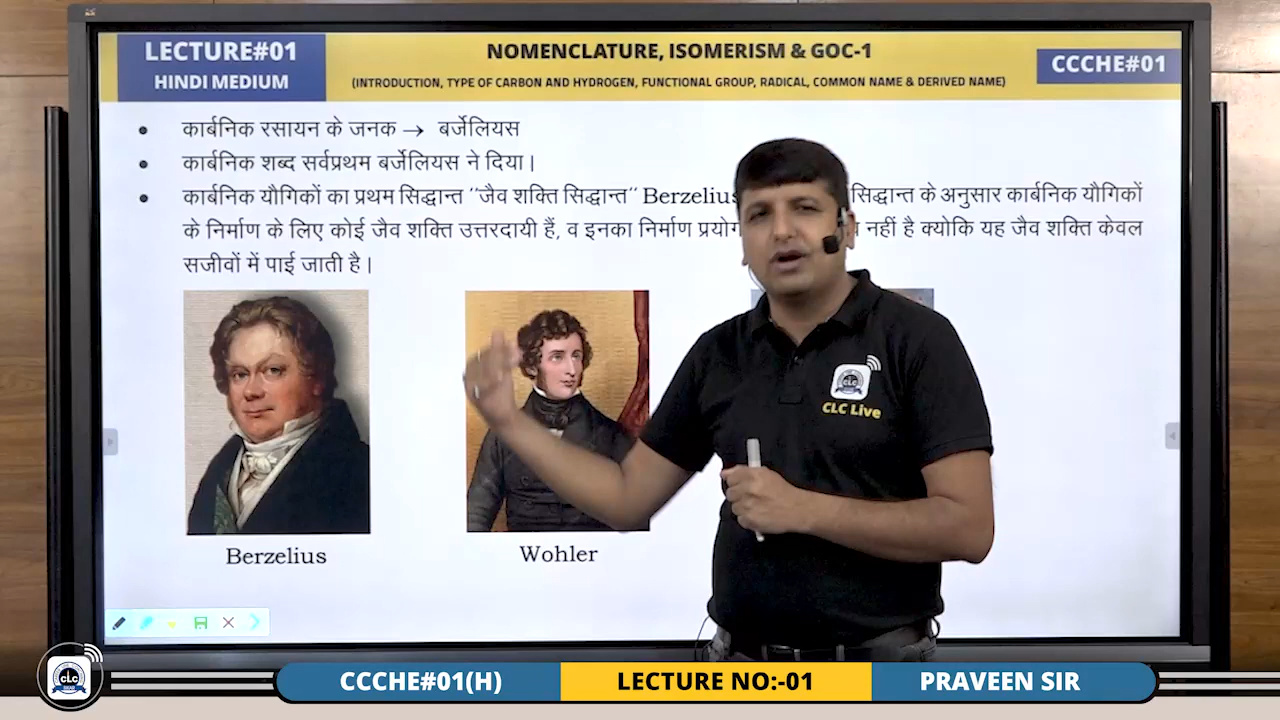 LECTURE#01
HINDI MEDIUM
NOMENCLATURE, ISOMERISM & GOC-1
(INTRODUCTION, TYPE OF CARBON AND HYDROGEN, FUNCTIONAL GROUP, RADICAL, COMMON NAME & DERIVED NAME)
CCCHE#01
• कार्बनिक रसायन के जनक → बर्जेलियस
• कार्बनिक शब्द सर्वप्रथम बर्जेलियस ने दिया।
• कार्बनिक यौगिकों का प्रथम सिद्धान्त ''जैव शक्ति सिद्धान्त'' Berzelius सिद्धान्त के अनुसार कार्बनिक यौगिकों
के निर्माण के लिए कोई जैव शक्ति उत्तरदायी हैं, व इनका निर्माण नहीं है क्योकि यह जैव शक्ति केवल
सजीवों में पाई जाती है।
Berzelius
Wohler
CLC
CLC Live
CLC
CCCHE#01(H)
LECTURE NO:-01
PRAVEEN SIR